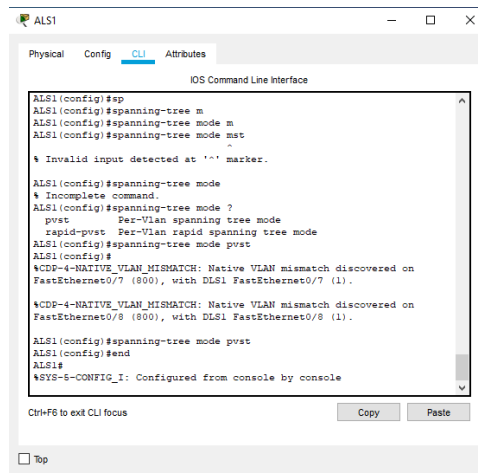 ALS1
Physical Config CLI Attributes
IOS Command Line Interface
ALS1(config)#sp
ALS1(config)#spanning-tree m
ALS1(config)#spanning-tree mode m
ALS1(config)#spanning-tree mode mst
^
% Invalid input detected at '^' marker.
ALS1(config)#spanning-tree mode
% Incomplete command.
ALS1(config)#spanning-tree mode ?
pvst Per-Vlan spanning tree mode
rapid-pvst Per-Vlan rapid spanning tree mode
ALS1(config)#spanning-tree mode pvst
ALS1(config)#
%CDP-4-NATIVE_VLAN_MISMATCH: Native VLAN mismatch discovered on
FastEthernet0/7 (800), with DLS1 FastEthernet0/7 (1).
%CDP-4-NATIVE_VLAN_MISMATCH: Native VLAN mismatch discovered on
FastEthernet0/8 (800), with DLS1 FastEthernet0/8 (1).
ALS1(config)#spanning-tree mode pvst
ALS1(config)#end
ALS1#
%SYS-5-CONFIG_I: Configured from console by console
Ctrl+F6 to exit CLI focus Copy Paste
Top